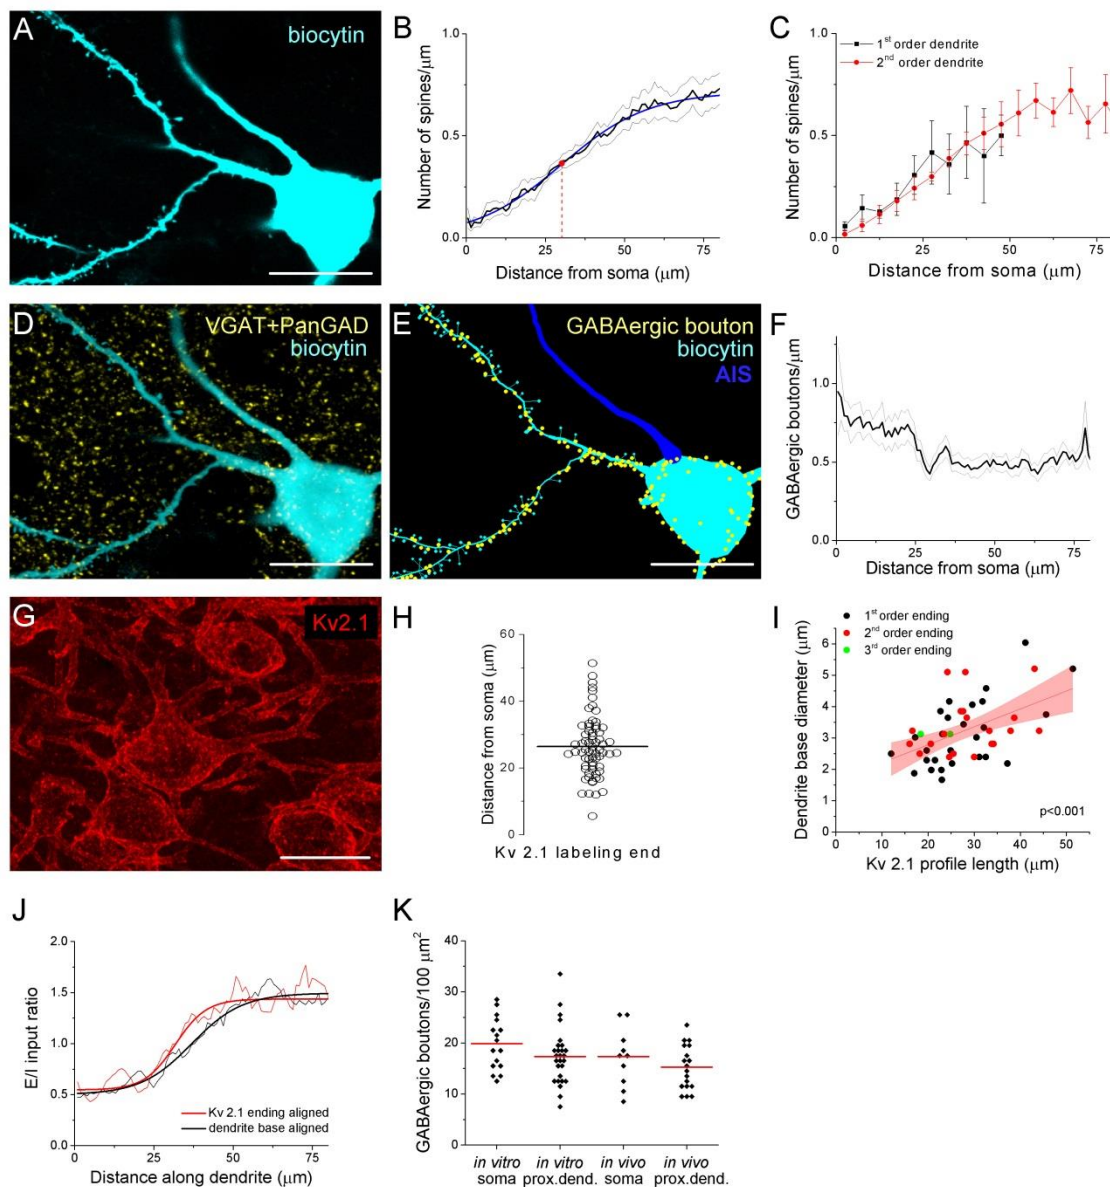 A
biocytin
B
Number of spines/μm
1.0
0.5
0.0
0
25
50
75
Distance from soma (μm)
C
1st order dendrite
2nd order dendrite
Number of spines/μm
1.0
0.5
0.0
0
25
50
75
Distance from soma (μm)
D
VGAT+PanGAD
biocytin
E
GABAergic bouton
biocytin
AIS
F
GABAergic boutons/μm
1.0
0.5
0.0
0
25
50
75
Distance from soma (μm)
G
Kv2.1
H
Distance from soma (μm)
60
40
20
0
Kv 2.1 labeling end
I
1st order ending
2nd order ending
3rd order ending
Dendrite base diameter (μm)
6
5
4
3
2
1
0
p<0.001
0
10
20
30
40
50
Kv 2.1 profile length (μm)
J
E/I input ratio
2.0
1.5
1.0
0.5
0.0
Kv 2.1 ending aligned
dendrite base aligned
0
25
50
75
Distance along dendrite (μm)
K
GABAergic boutons/100 μm2
40
30
20
10
0
in vitro
soma
in vitro
prox.dend.
in vivo
soma
in vivo
prox.dend.